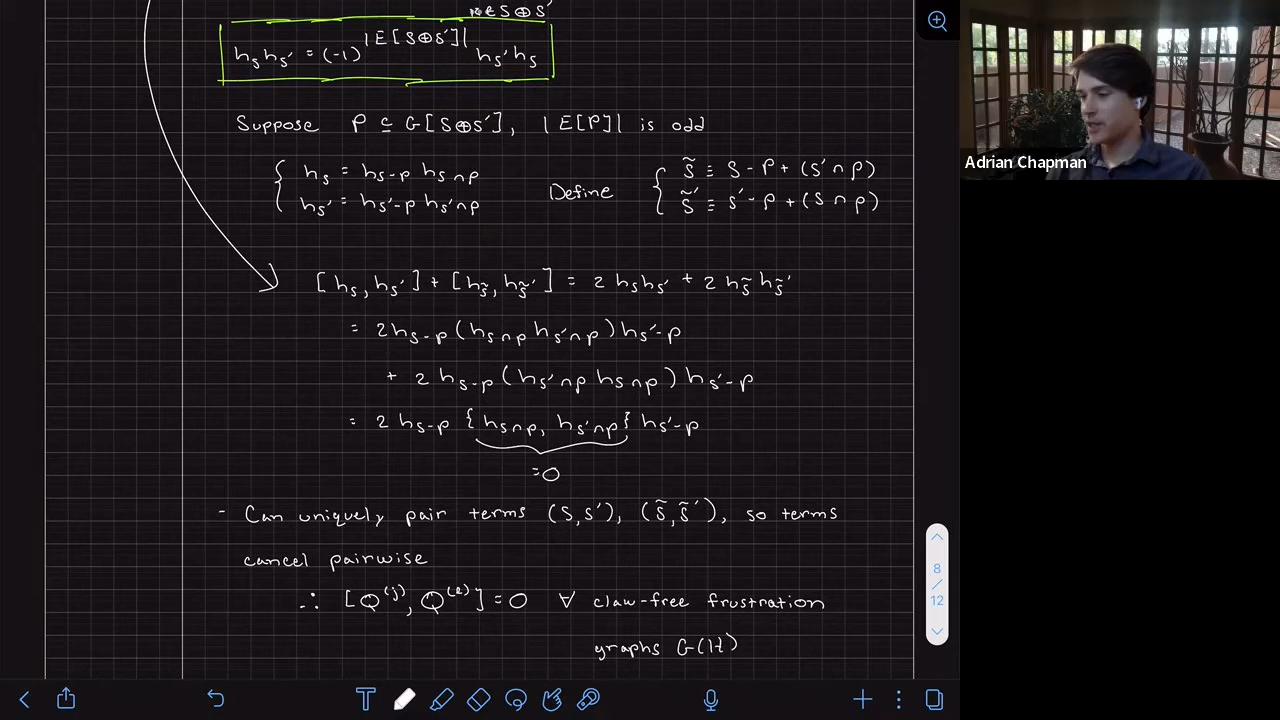 ∈ S⊕S'
h_S h_S' = (-1)^|E[S⊕S']| h_S' h_S
Suppose P ⊆ G[S⊕S'], |E[P]| is odd
{ h_S = h_S-P h_S∩P
h_S' = h_S'-P h_S'∩P
Define
{ S̃ ≡ S - P + (S'∩P)
S̃' ≡ S' - P + (S∩P)
[h_S, h_S'] + [h_S̃, h_S̃'] = 2 h_S h_S' + 2 h_S̃ h_S̃'
= 2 h_S-P (h_S∩P h_S'∩P) h_S'-P
+ 2 h_S-P (h_S'∩P h_S∩P) h_S'-P
= 2 h_S-P {h_S∩P, h_S'∩P} h_S'-P
=0
- Can uniquely pair terms (S,S'), (S̃,S̃'), so terms
cancel pairwise
∴ [Q^(j), Q^(l)] = 0 ∀ claw-free frustration
graphs G(H)
Adrian Chapman
8
/
12
T